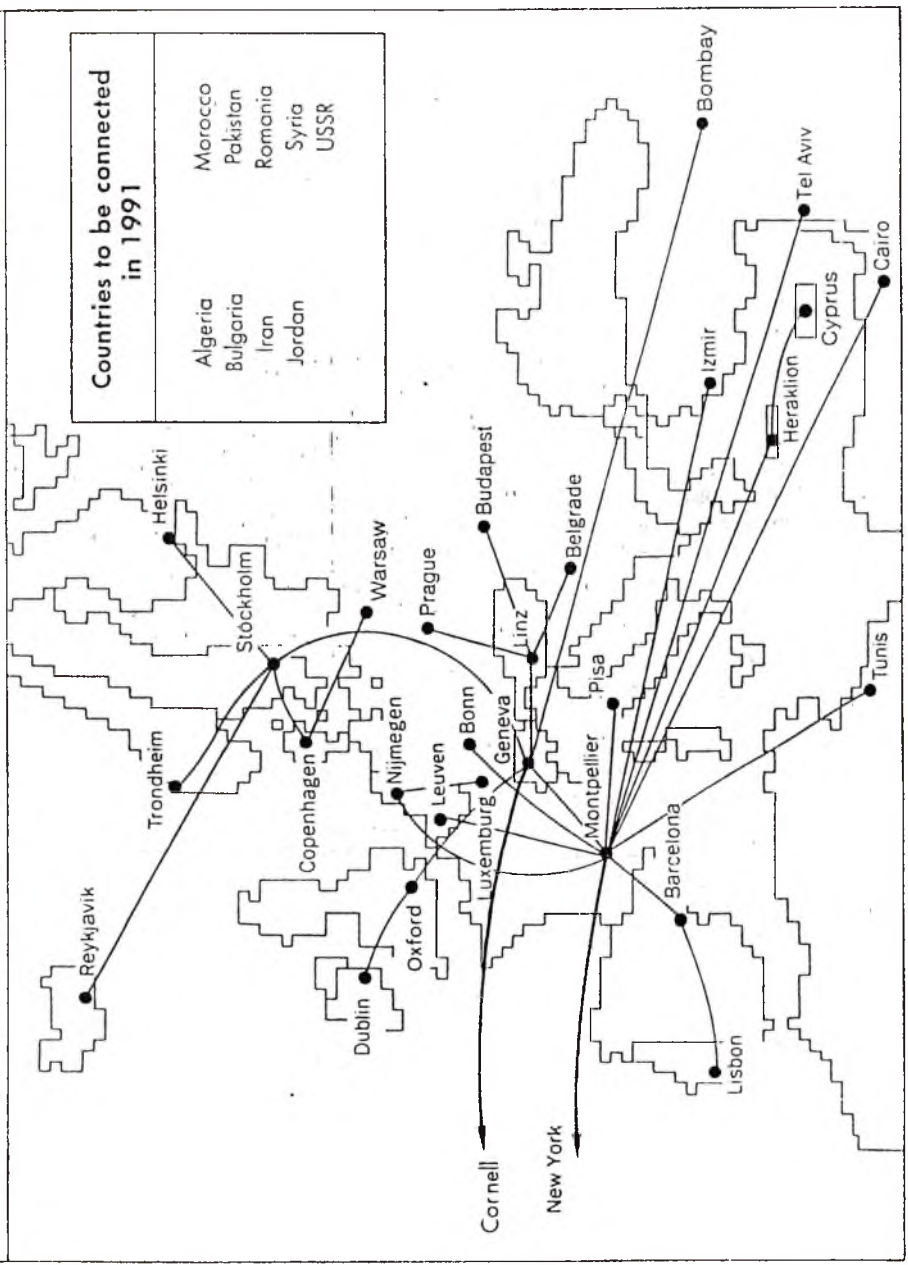 Countries to be connected
in 1991
Algeria
Bulgaria
Iran
Jordan
Morocco
Pakistan
Romania
Syria
USSR
Reykjavik
Trondheim
Stockholm
Helsinki
Copenhagen
Warsaw
Dublin
Oxford
Nijmegen
Leuven
Bonn
Prague
Budapest
Luxemburg
Geneva
Linz
Belgrade
Cornell
New York
Montpellier
Pisa
Izmir
Bombay
Barcelona
Lisbon
Tunis
Heraklion
Cyprus
Tel Aviv
Cairo